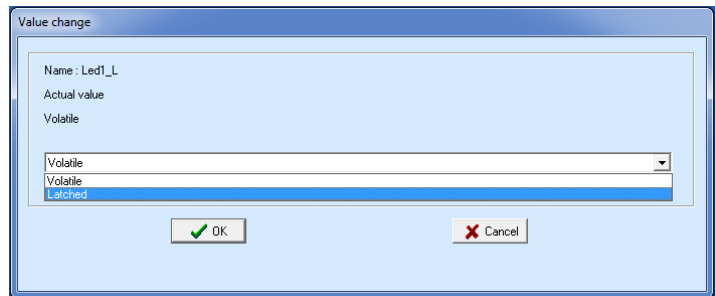 Value change
Name : Led1_L
Actual value
Volatile
Volatile
Volatile
Latched
OK
Cancel